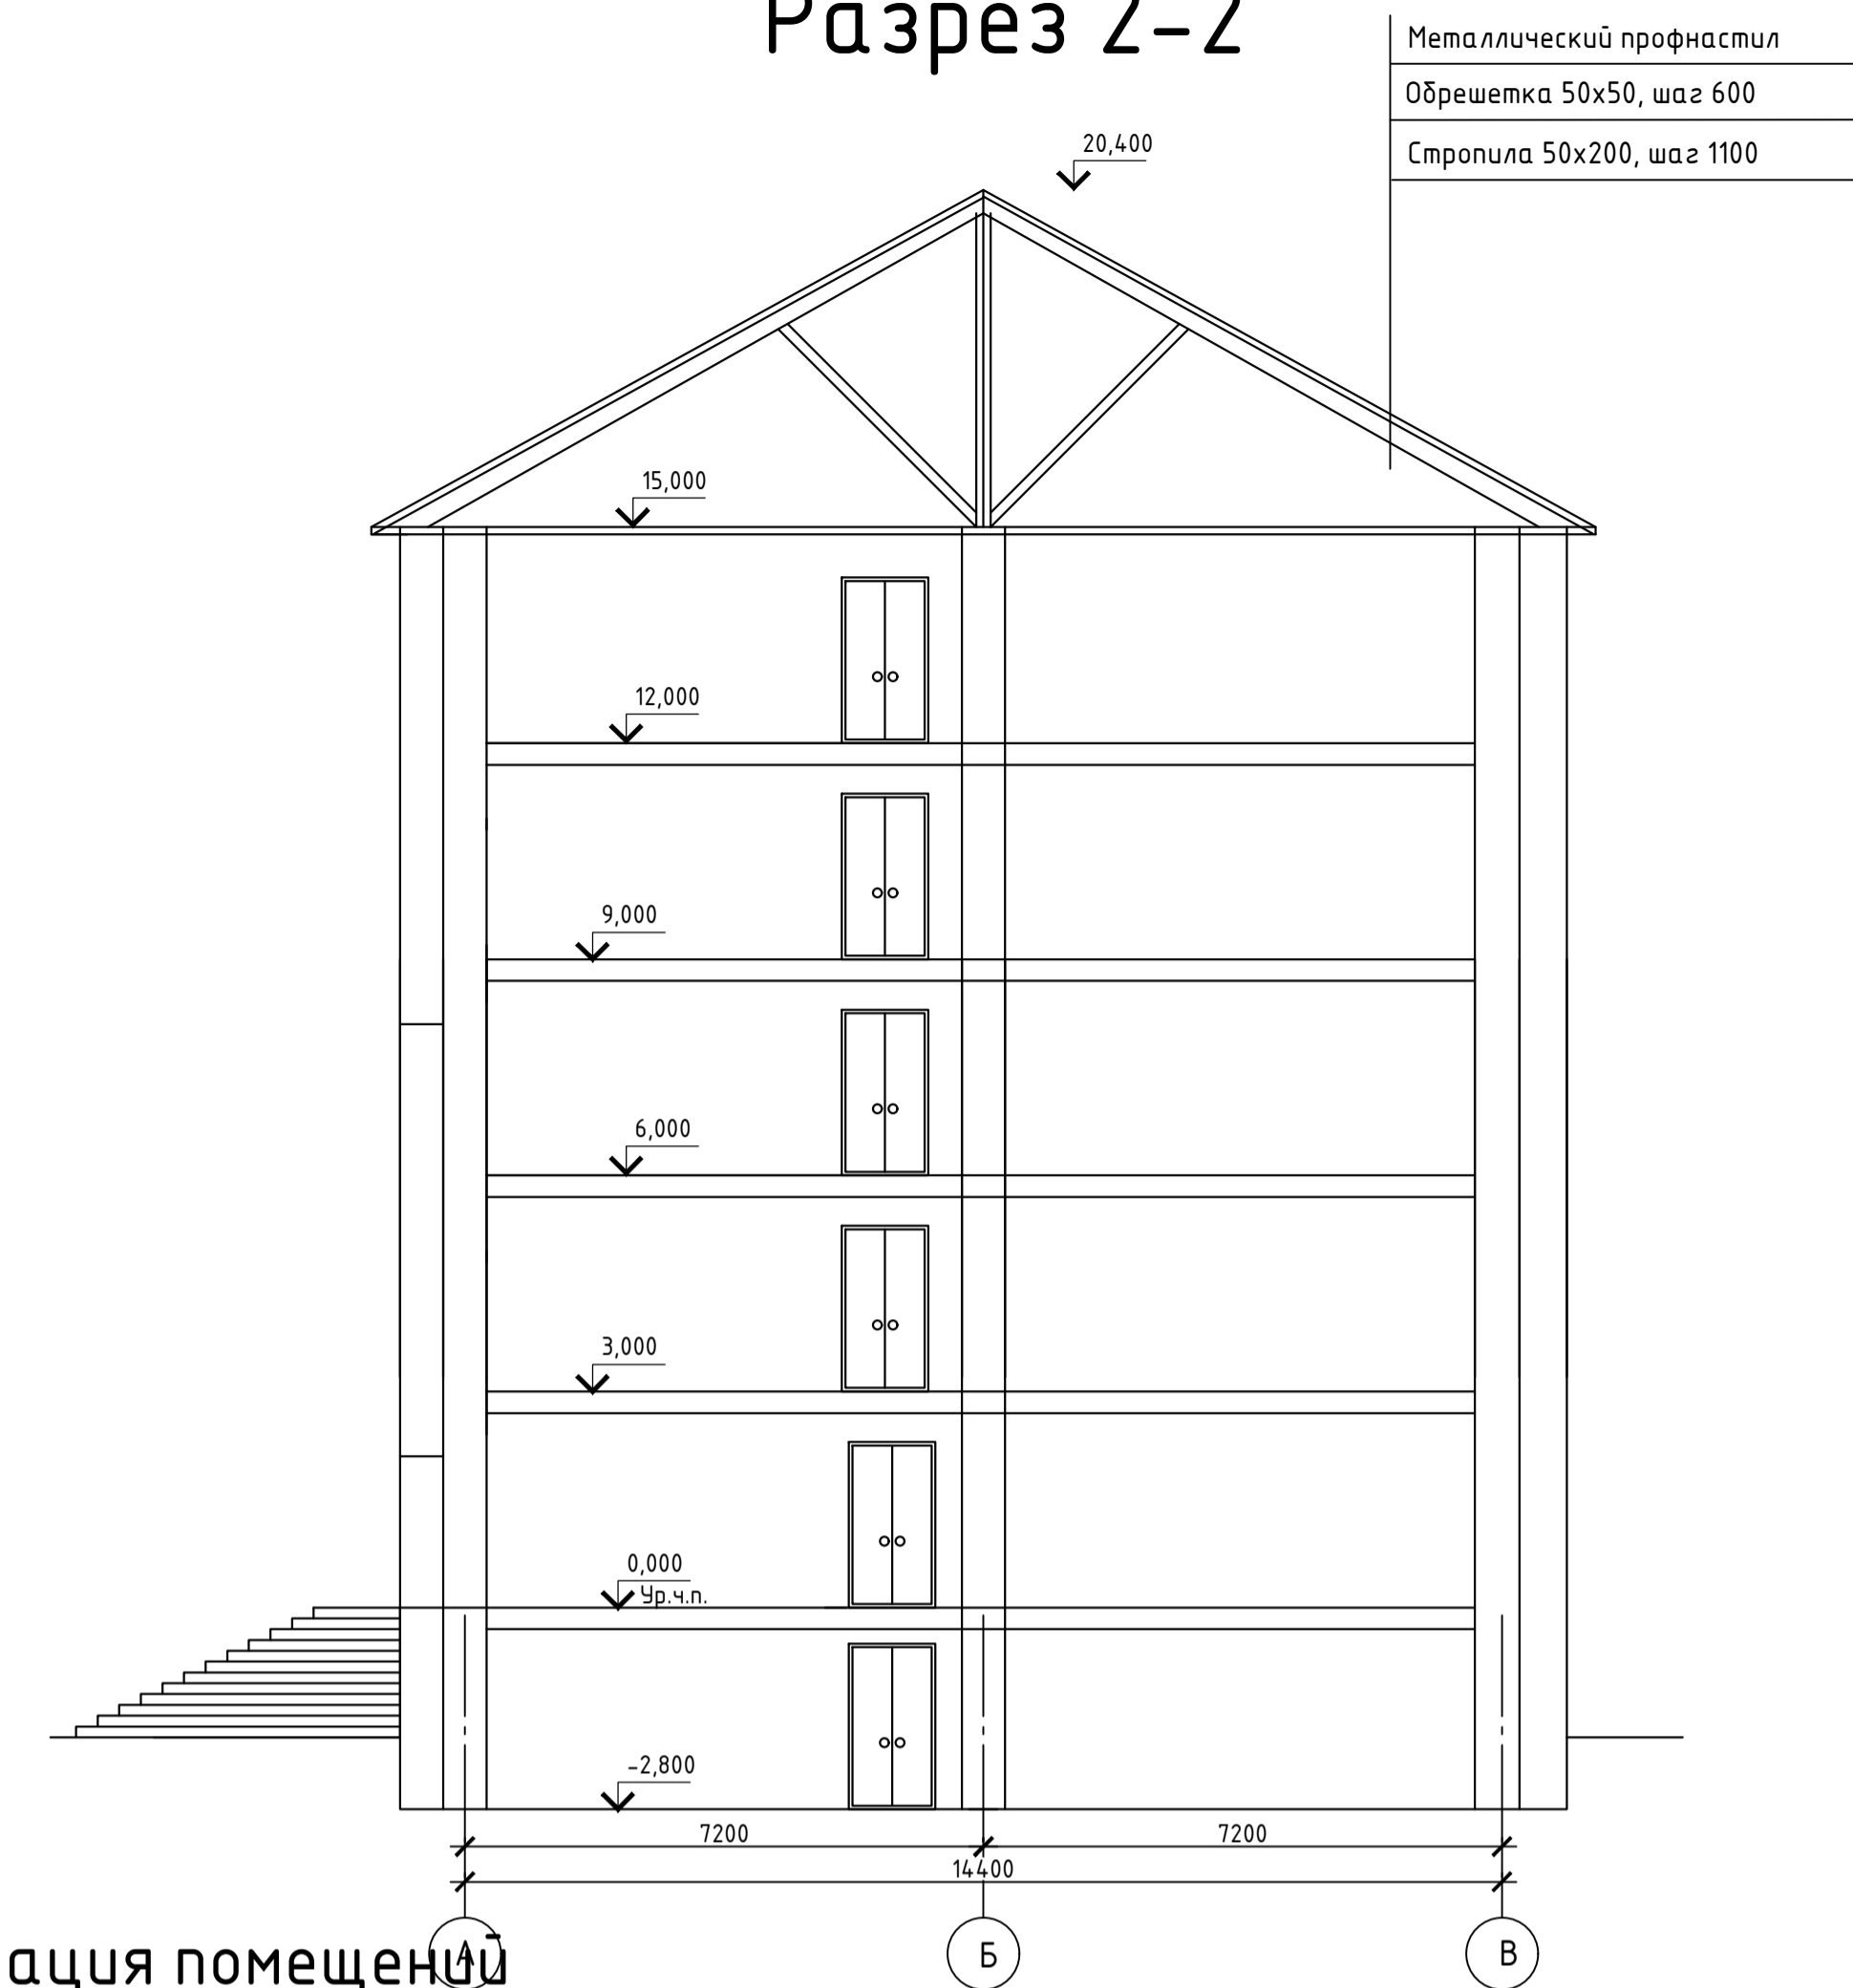 Разрез 2-2
Металлический профнастил
Обрешетка 50х50, шаг 600
Стропила 50х200, шаг 1100
20,400
15,000
12,000
9,000
6,000
3,000
0,000
Ур.ч.п.
-2,800
7200
7200
14400
А
Б
В
ация помещений